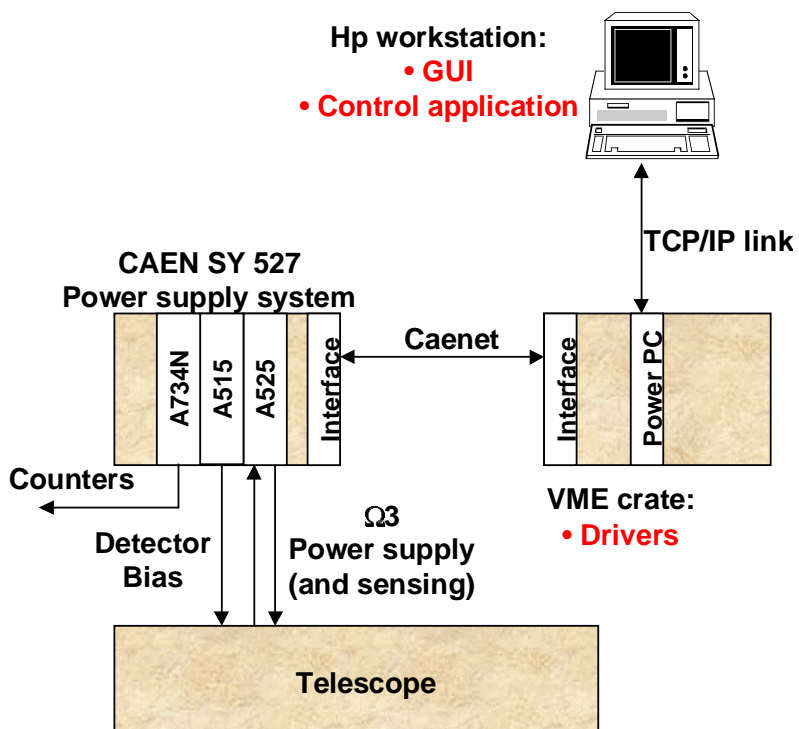 Hp workstation:
• GUI
• Control application
TCP/IP link
CAEN SY 527
Power supply system
A734N
A515
A525
Interface
Caenet
Interface
Power PC
Counters
Detector
Bias
Ω3
Power supply
(and sensing)
VME crate:
• Drivers
Telescope